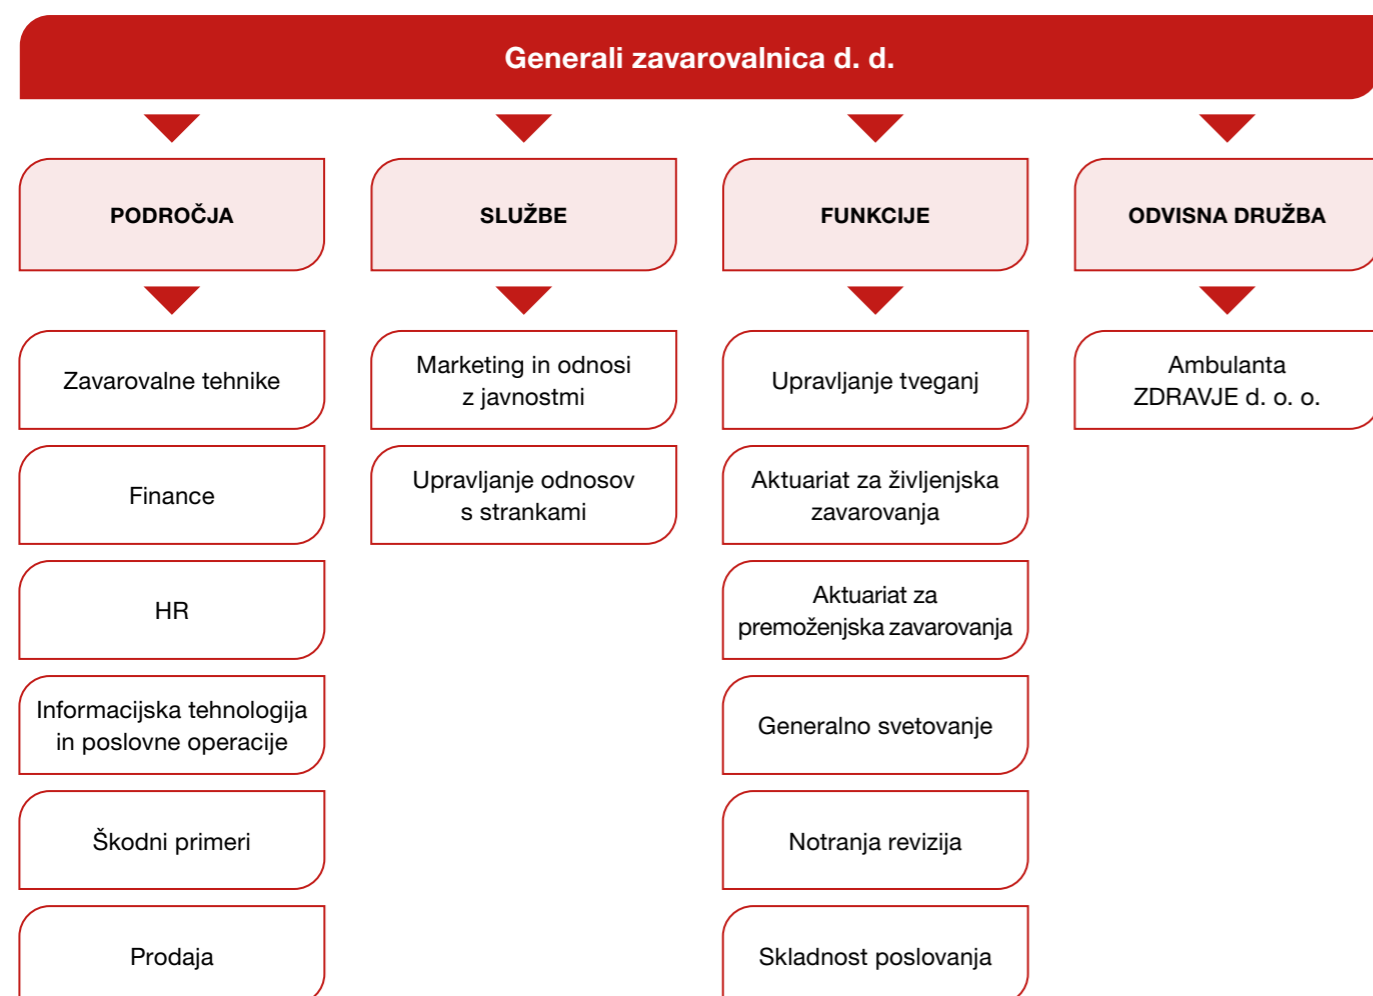 Generali zavarovalnica d. d.
PODROČJA
SLUŽBE
FUNKCIJE
ODVISNA DRUŽBA
Zavarovalne tehnike
Finance
HR
Informacijska tehnologija
in poslovne operacije
Škodni primeri
Prodaja
Marketing in odnosi
z javnostmi
Upravljanje odnosov
s strankami
Upravljanje tveganj
Aktuariat za življenjska
zavarovanja
Aktuariat za
premoženjska zavarovanja
Generalno svetovanje
Notranja revizija
Skladnost poslovanja
Ambulanta
ZDRAVJE d. o. o.